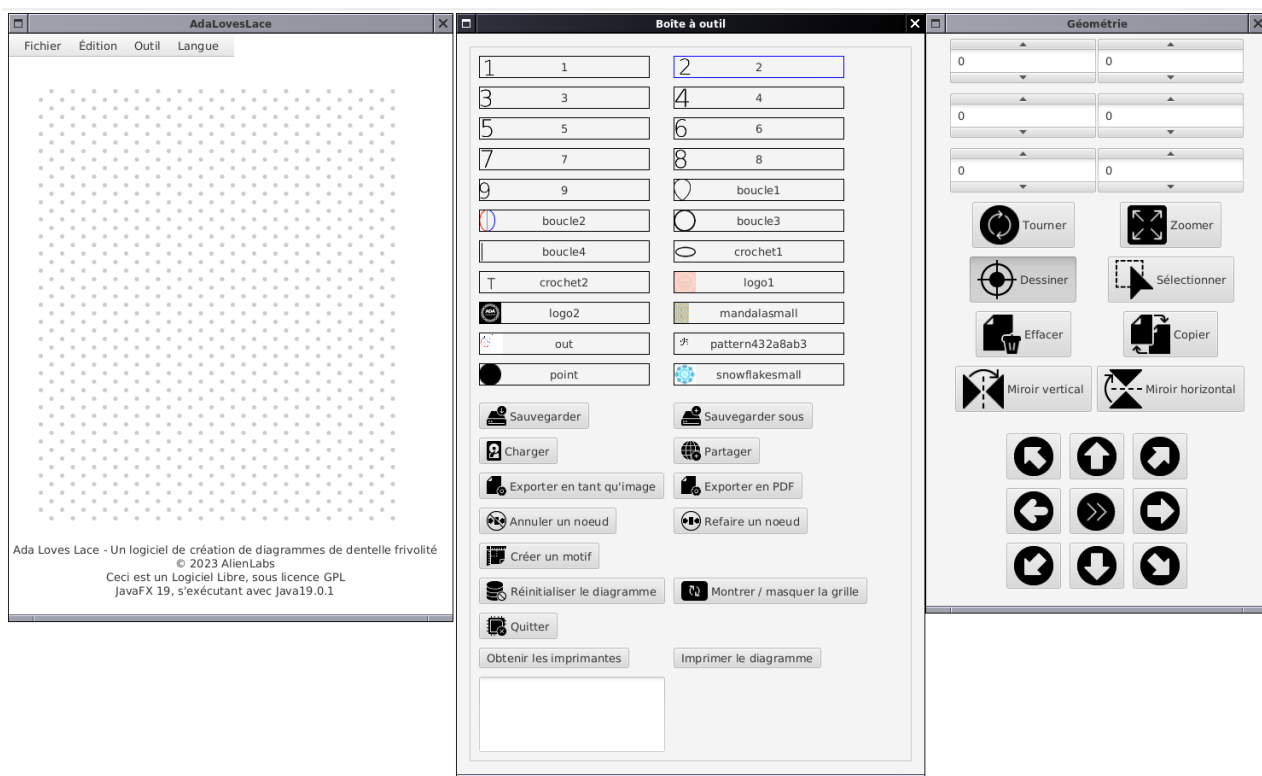 AdaLovesLace
Fichier Édition Outil Langue
Ada Loves Lace - Un logiciel de création de diagrammes de dentelle frivolité
© 2023 AlienLabs
Ceci est un Logiciel Libre, sous licence GPL
JavaFX 19, s'exécutant avec Java19.0.1
Boîte à outil
1 1 2 2
3 3 4 4
5 5 6 6
7 7 8 8
9 9 boucle1
boucle2 boucle3
boucle4 crochet1
T crochet2 logo1
ADA logo2 mandalasmall
out pattern432a8ab3
point snowflakesmall
Sauvegarder Sauvegarder sous
Charger Partager
Exporter en tant qu'image Exporter en PDF
Annuler un noeud Refaire un noeud
Créer un motif
Réinitialiser le diagramme Montrer / masquer la grille
Quitter
Obtenir les imprimantes Imprimer le diagramme
Géométrie
0 0
0 0
0 0
Tourner Zoomer
Dessiner Sélectionner
Effacer Copier
Miroir vertical Miroir horizontal